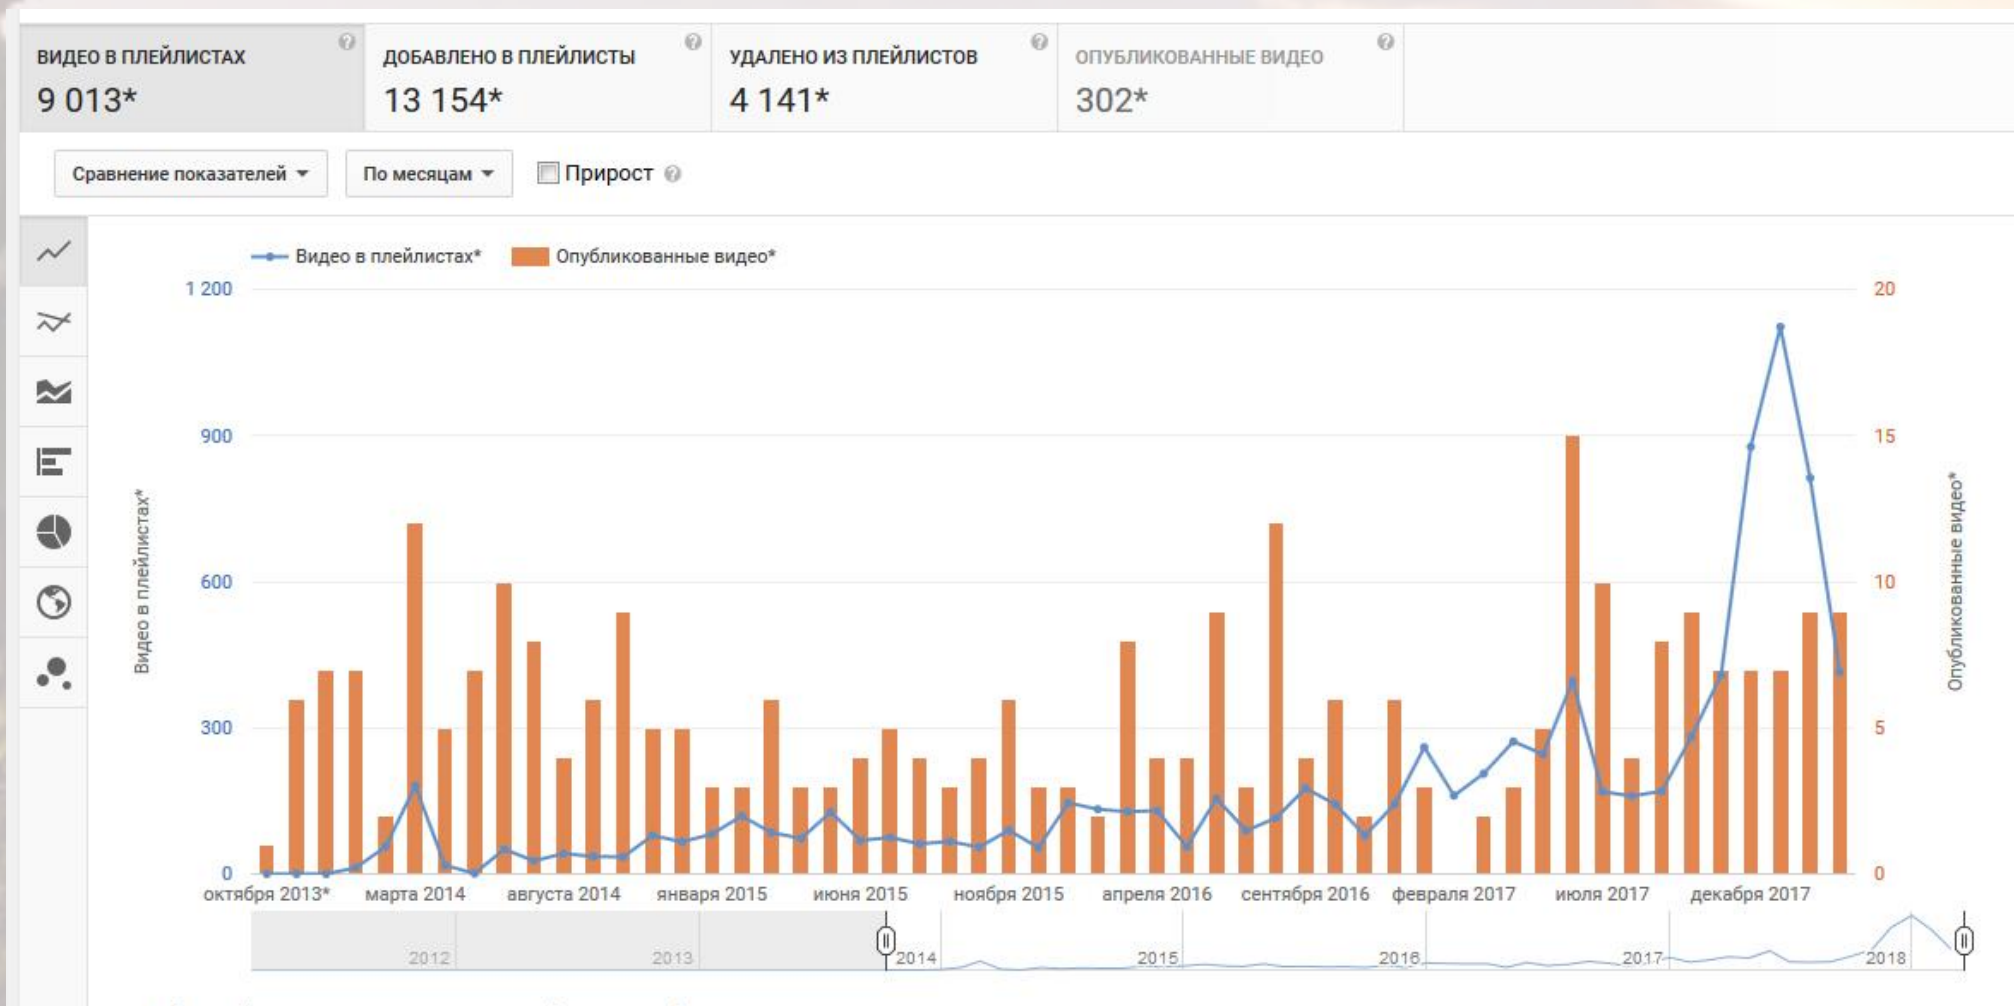 ВИДЕО В ПЛЕЙЛИСТАХ
9 013*
ДОБАВЛЕНО В ПЛЕЙЛИСТЫ
13 154*
УДАЛЕНО ИЗ ПЛЕЙЛИСТОВ
4 141*
ОПУБЛИКОВАННЫЕ ВИДЕО
302*
Сравнение показателей
По месяцам
Прирост
Видео в плейлистах*
Опубликованные видео*
1 200
900
600
300
0
Видео в плейлистах*
20
15
10
5
0
Опубликованные видео*
октября 2013* марта 2014 августа 2014 января 2015 июня 2015 ноября 2015 апреля 2016 сентября 2016 февраля 2017 июля 2017 декабря 2017
2012 2013 2014 2015 2016 2017 2018